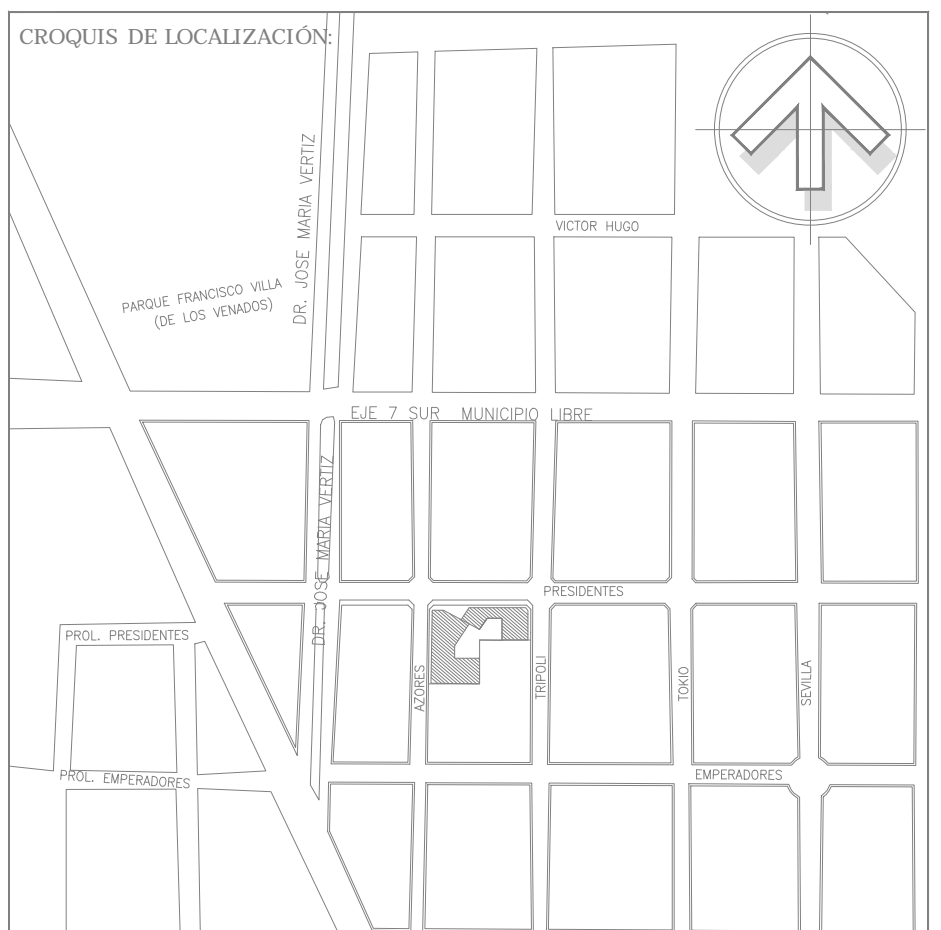 CROQUIS DE LOCALIZACIÓN:
DR. JOSE MARIA VERTIZ
VICTOR HUGO
PARQUE FRANCISCO VILLA
(DE LOS VENADOS)
EJE 7 SUR MUNICIPIO LIBRE
DR. JOSE MARIA VERTIZ
PRESIDENTES
PROL. PRESIDENTES
AZORES
TRIPOLI
TOKIO
SEVILLA
PROL. EMPERADORES
EMPERADORES